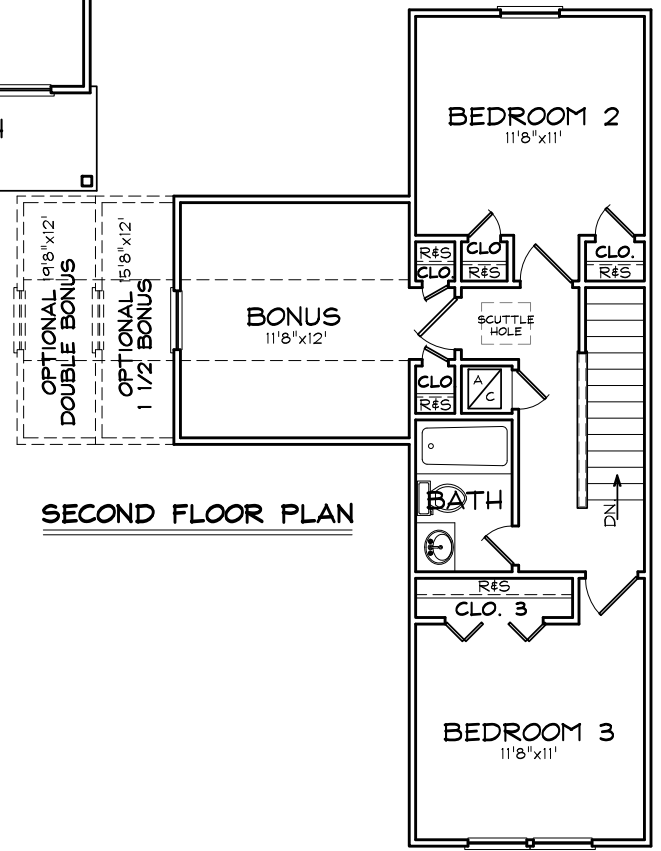 BEDROOM 2
11'8"x11'
R&S
CLO.
CLO
R&S
CLO.
R&S
OPTIONAL 19'8"x12'
DOUBLE BONUS
OPTIONAL 15'8"x12'
1 1/2 BONUS
BONUS
11'8"x12'
SCUTTLE
HOLE
CLO
R&S
A
C
BATH
DN.
SECOND FLOOR PLAN
R&S
CLO. 3
BEDROOM 3
11'8"x11'